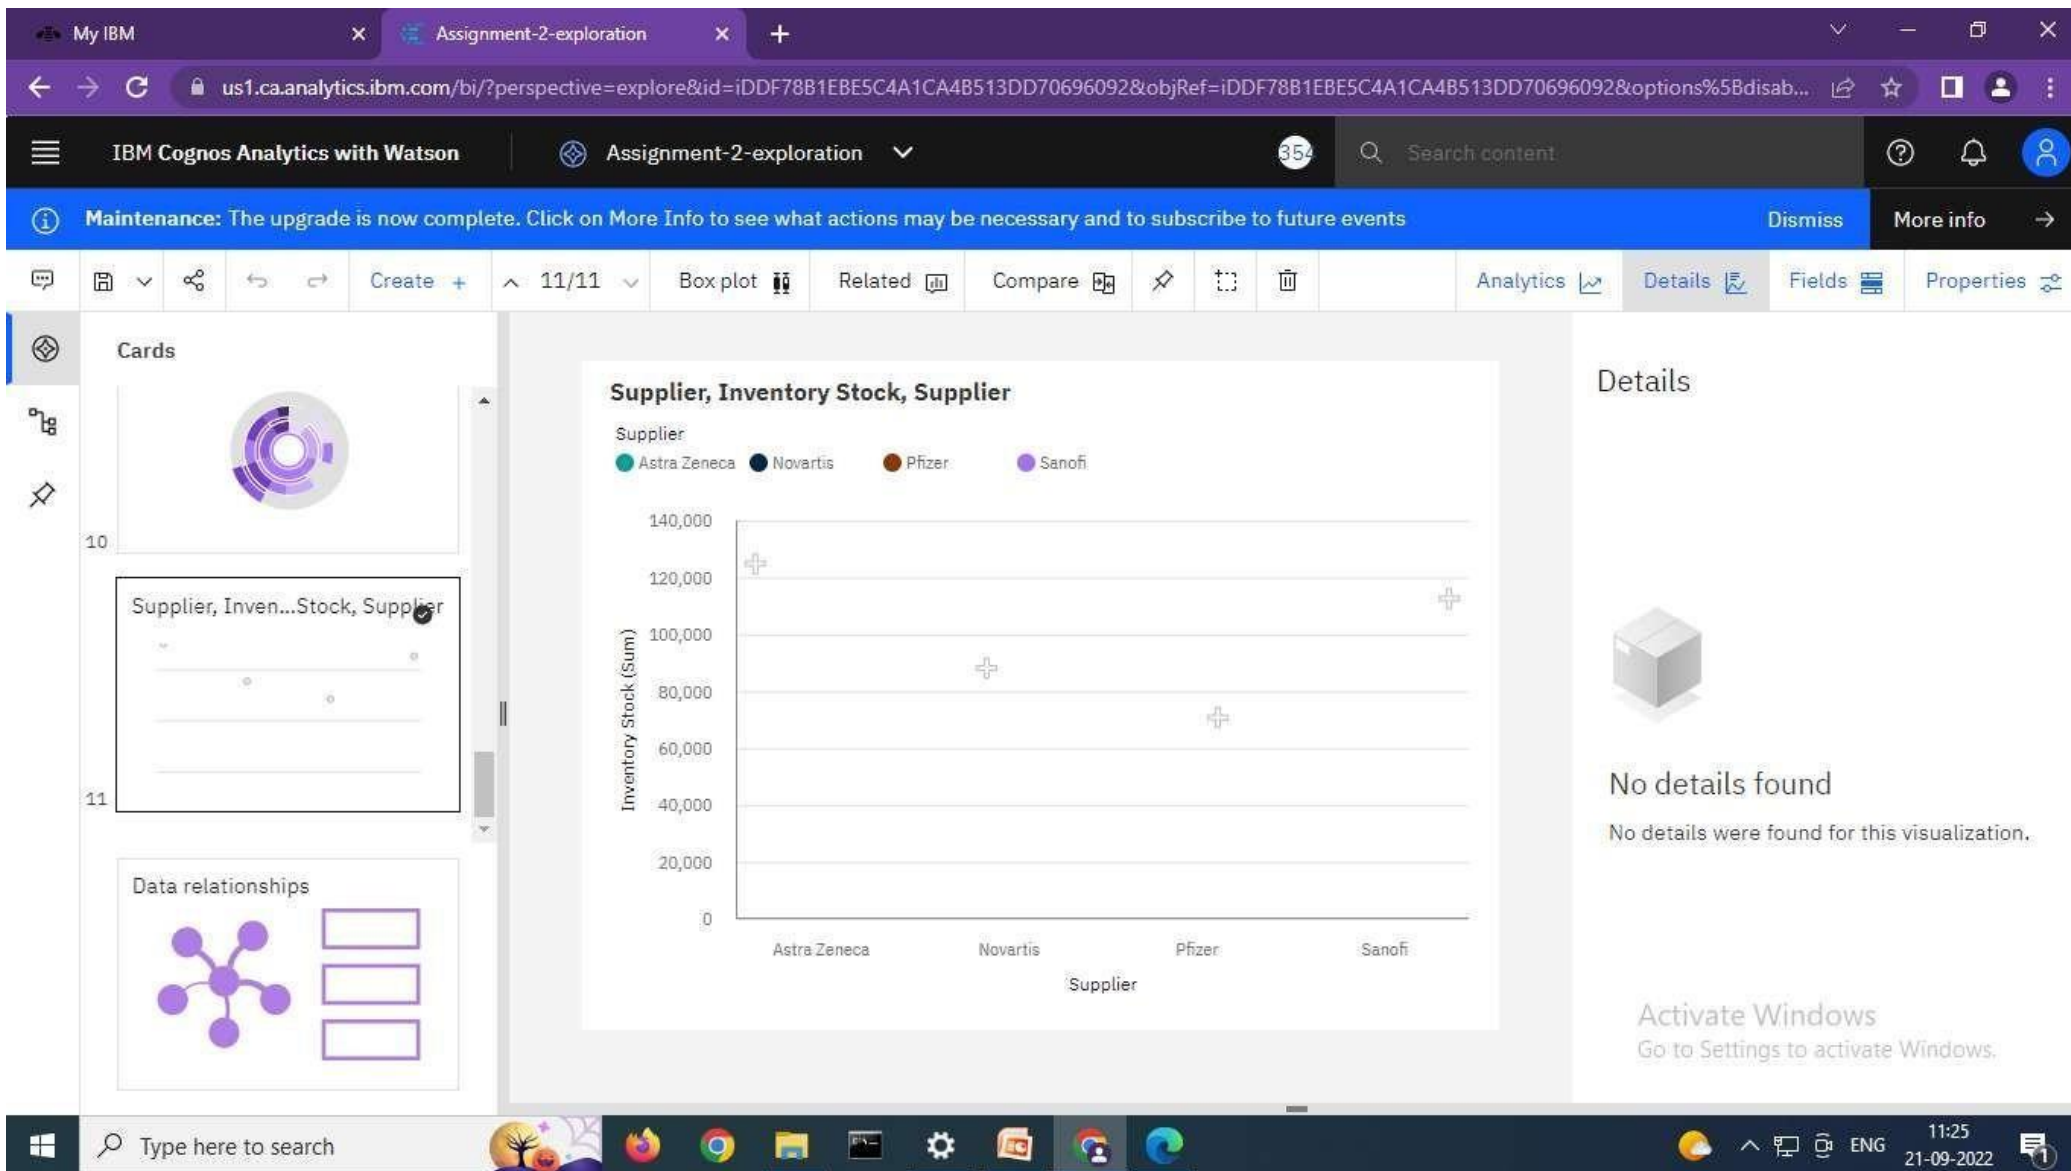 My IBM
Assignment-2-exploration
us1.ca.analytics.ibm.com/bi/?perspective=explore&id=iDDF78B1EBE5C4A1CA4B513DD70696092&objRef=iDDF78B1EBE5C4A1CA4B513DD70696092&options%5Bdisab...
IBM Cognos Analytics with Watson
Assignment-2-exploration
354
Search content
Maintenance: The upgrade is now complete. Click on More Info to see what actions may be necessary and to subscribe to future events
Dismiss
More info
Create +
11/11
Box plot
Related
Compare
Analytics
Details
Fields
Properties
Cards
10
Supplier, Inven...Stock, Supplier
11
Data relationships
Supplier, Inventory Stock, Supplier
Supplier
Astra Zeneca
Novartis
Pfizer
Sanofi
Inventory Stock (Sum)
140,000
120,000
100,000
80,000
60,000
40,000
20,000
0
Astra Zeneca
Novartis
Pfizer
Sanofi
Supplier
Details
No details found
No details were found for this visualization.
Activate Windows
Go to Settings to activate Windows.
Type here to search
ENG
11:25
21-09-2022
1